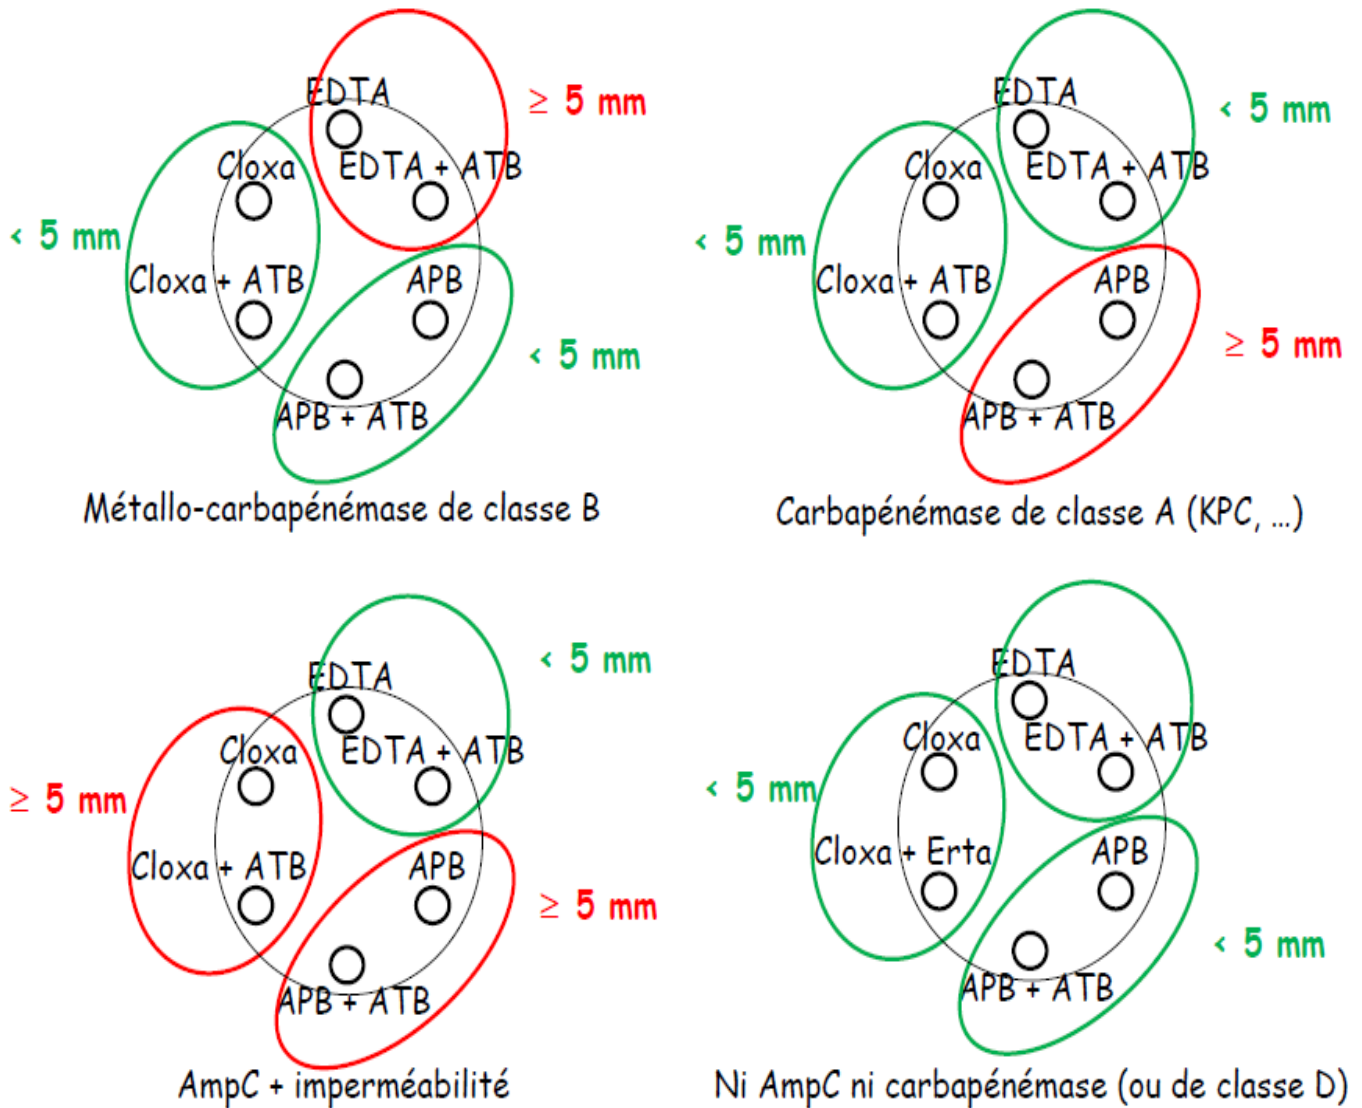 EDTA
≥ 5 mm
Cloxa
EDTA + ATB
< 5 mm
Cloxa + ATB
APB
< 5 mm
APB + ATB
Métallo-carbapénémase de classe B
EDTA
< 5 mm
Cloxa
EDTA + ATB
< 5 mm
Cloxa + ATB
APB
≥ 5 mm
APB + ATB
Carbapénémase de classe A (KPC, ...)
EDTA
< 5 mm
Cloxa
EDTA + ATB
≥ 5 mm
Cloxa + ATB
APB
≥ 5 mm
APB + ATB
AmpC + imperméabilité
EDTA
Cloxa
EDTA + ATB
< 5 mm
Cloxa + Erta
APB
< 5 mm
APB + ATB
Ni AmpC ni carbapénémase (ou de classe D)